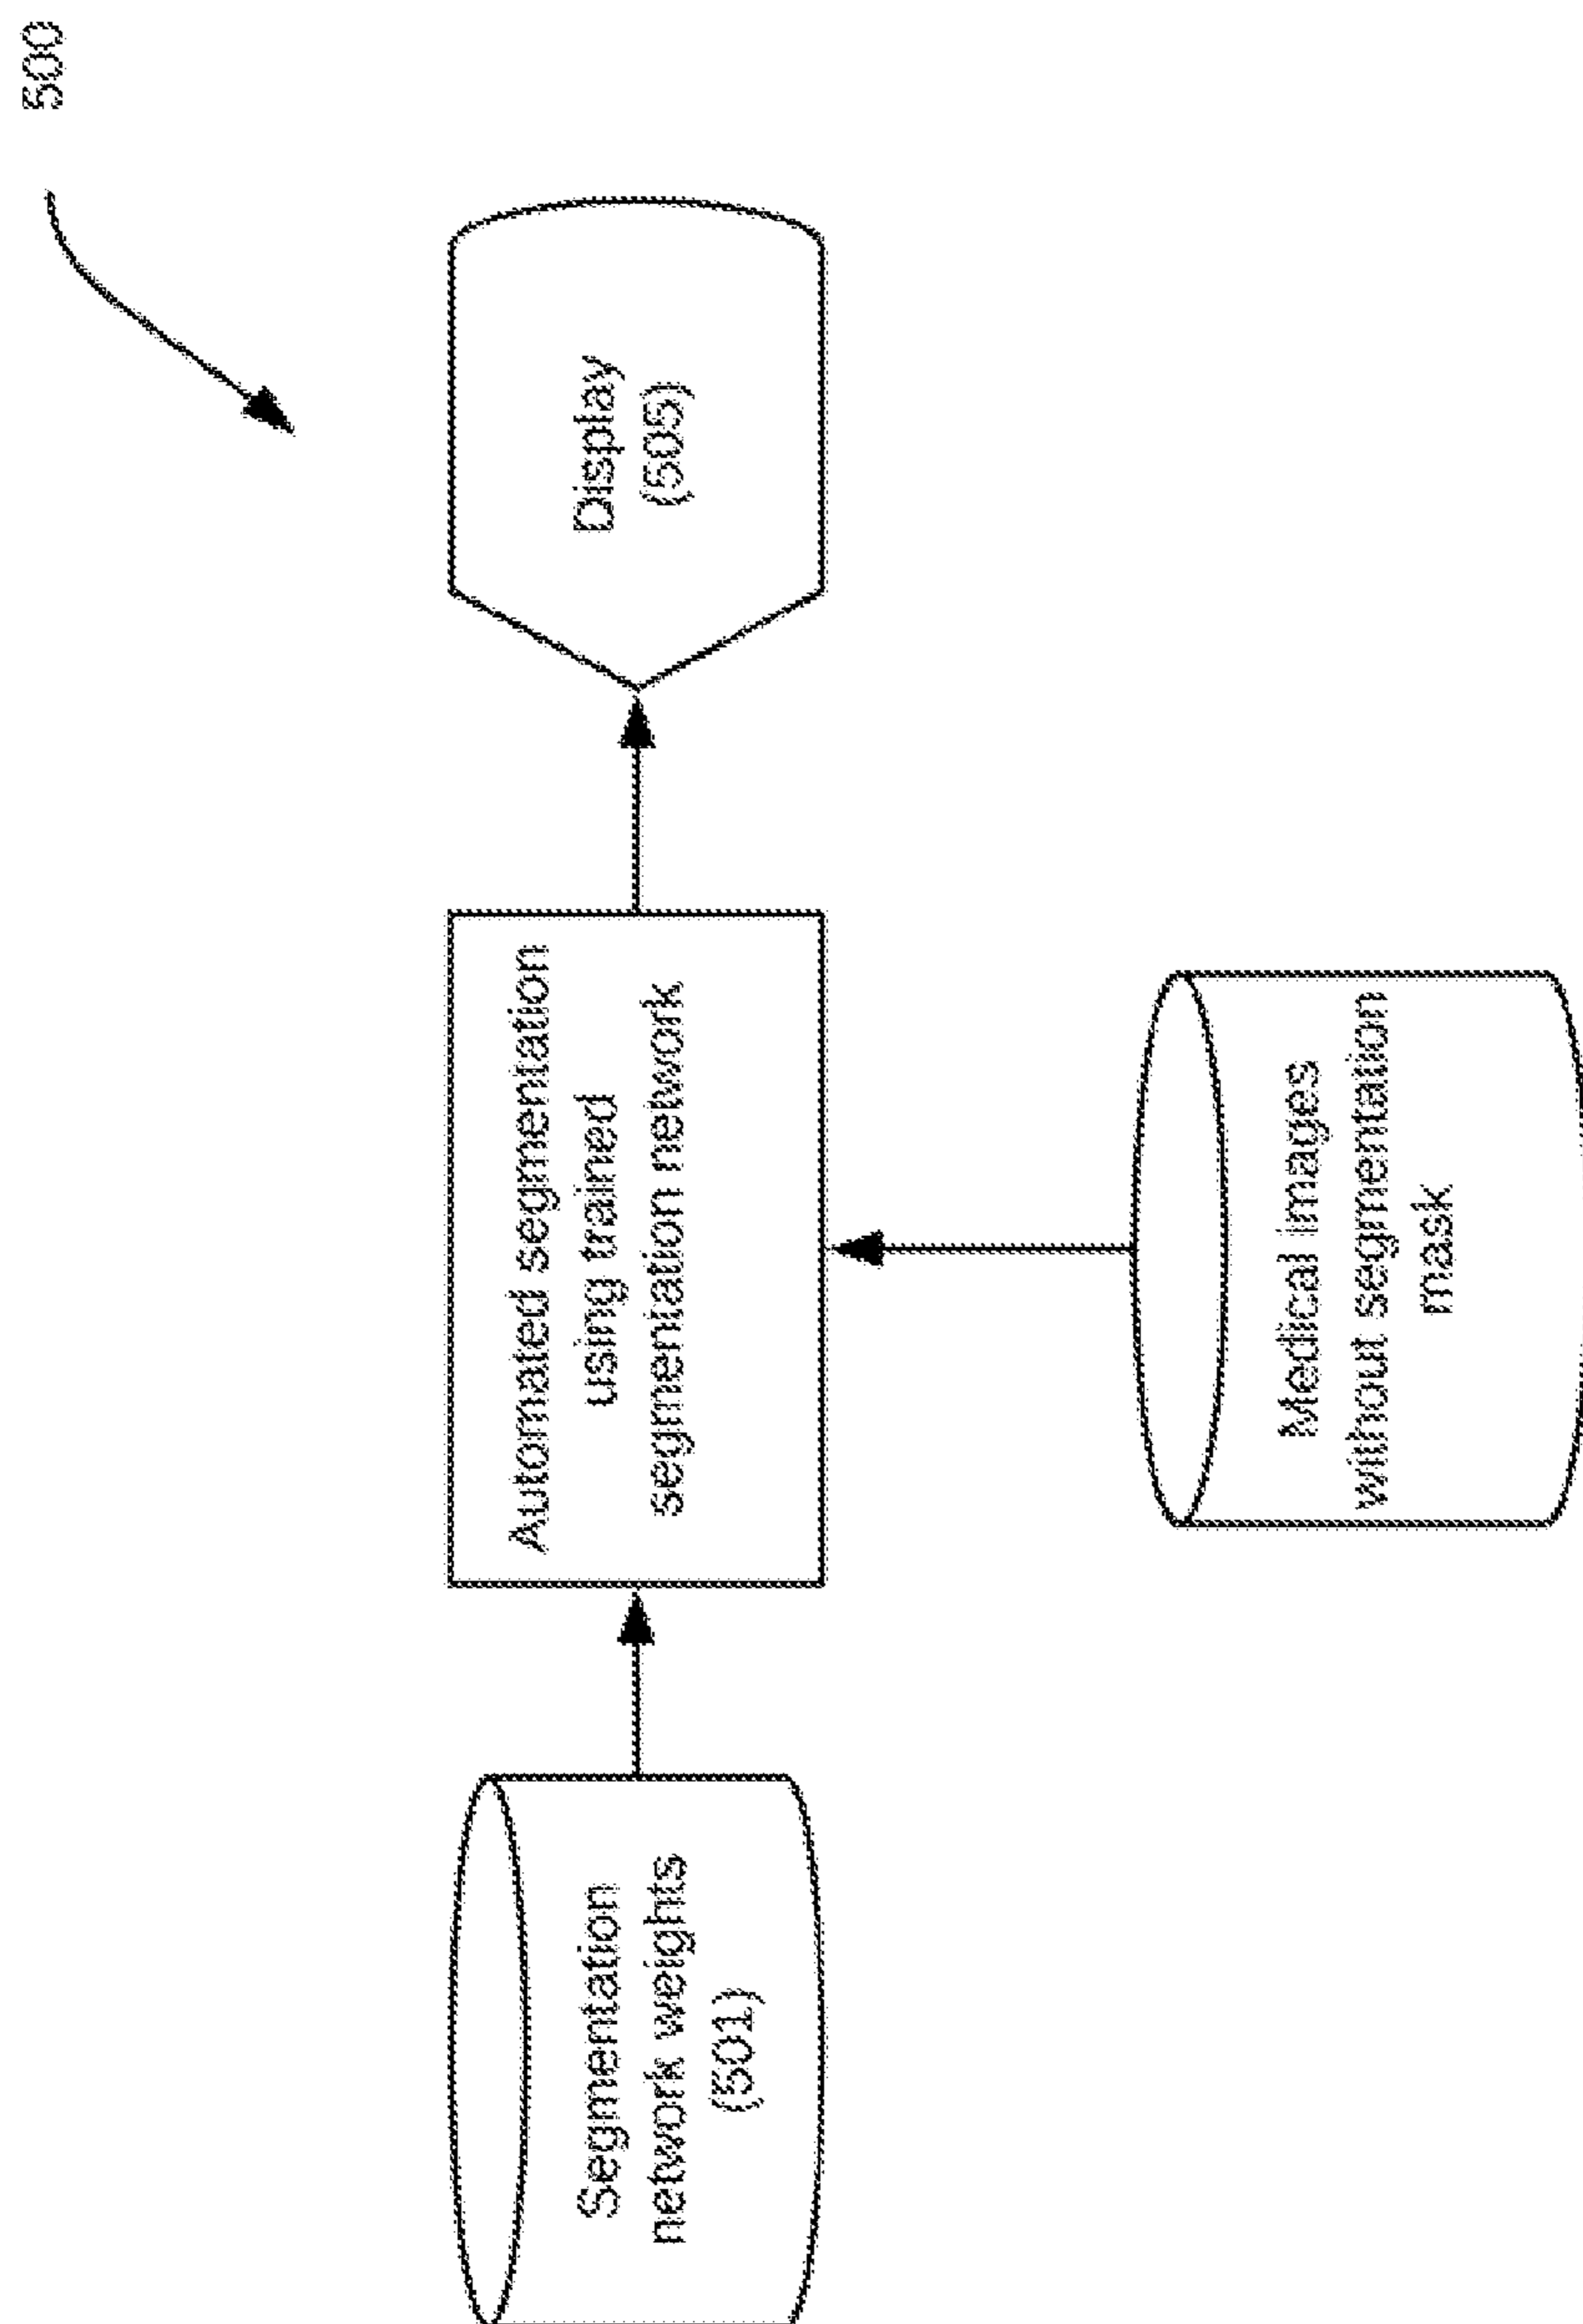 500
Segmentation
network weights
(501)
Automated segmentation
using trained
segmentation network
Display
(505)
Medical images
without segmentation
mask